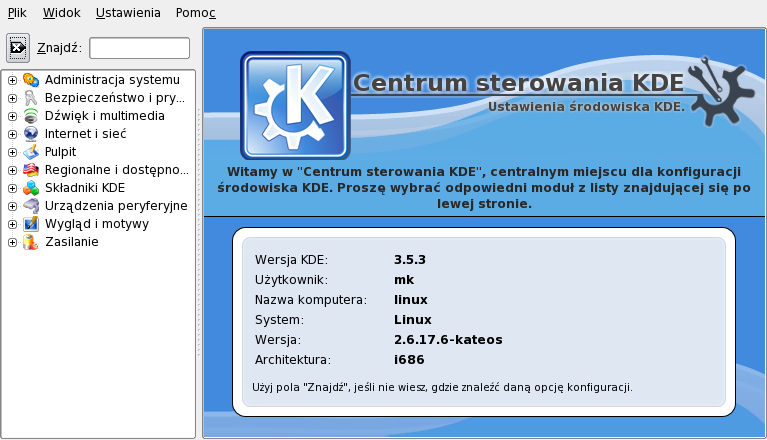 Plik Widok Ustawienia Pomoc
Znajdź:
Administracja systemu
Bezpieczeństwo i pry...
Dźwięk i multimedia
Internet i sieć
Pulpit
Regionalne i dostępno...
Składniki KDE
Urządzenia peryferyjne
Wygląd i motywy
Zasilanie
Centrum sterowania KDE
Ustawienia środowiska KDE.
Witamy w "Centrum sterowania KDE", centralnym miejscu dla konfiguracji
środowiska KDE. Proszę wybrać odpowiedni moduł z listy znajdującej się po
lewej stronie.
Wersja KDE: 3.5.3
Użytkownik: mk
Nazwa komputera: linux
System: Linux
Wersja: 2.6.17.6-kateos
Architektura: i686
Użyj pola "Znajdź", jeśli nie wiesz, gdzie znaleźć daną opcję konfiguracji.